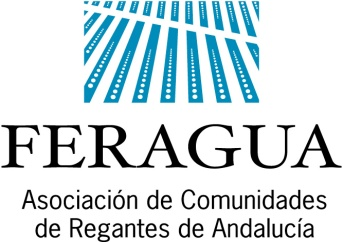 FERAGUA
Asociación de Comunidades
de Regantes de Andalucía